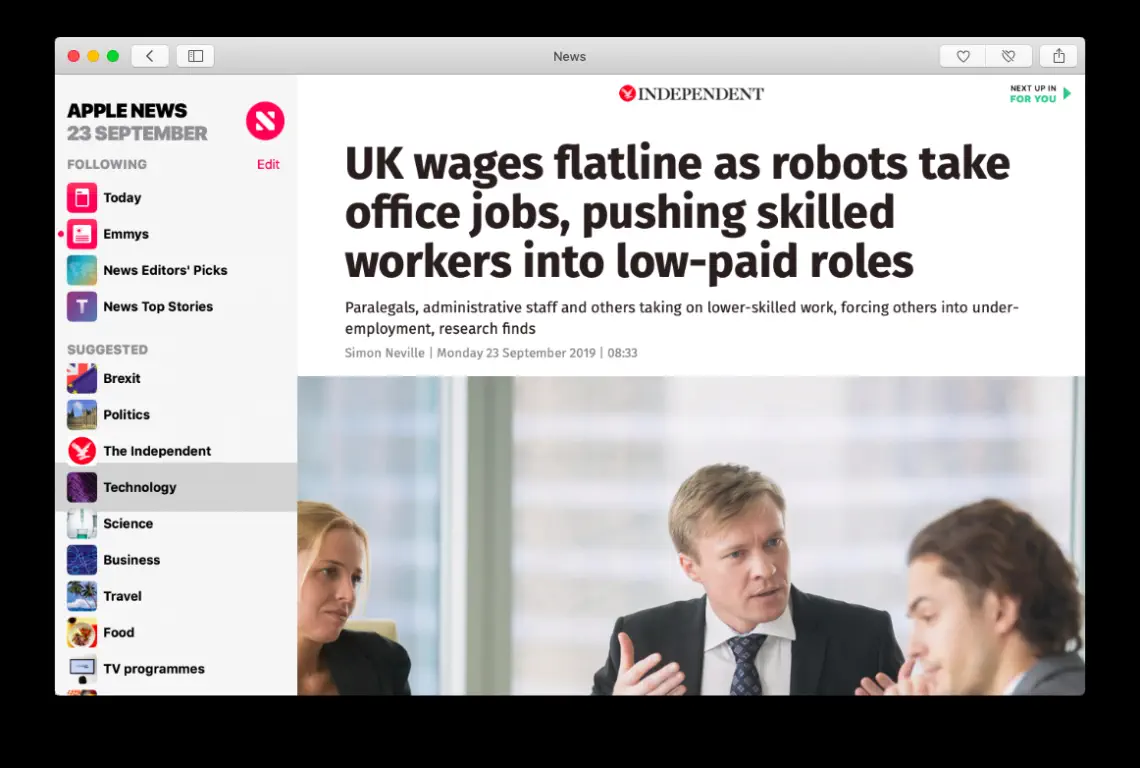 News
APPLE NEWS
23 SEPTEMBER
FOLLOWING
Edit
Today
Emmys
News Editors' Picks
T
News Top Stories
SUGGESTED
Brexit
Politics
The Independent
Technology
Science
Business
Travel
Food
TV programmes
INDEPENDENT
NEXT UP IN
FOR YOU
UK wages flatline as robots take
office jobs, pushing skilled
workers into low-paid roles
Paralegals, administrative staff and others taking on lower-skilled work, forcing others into under-
employment, research finds
Simon Neville | Monday 23 September 2019 | 08:33